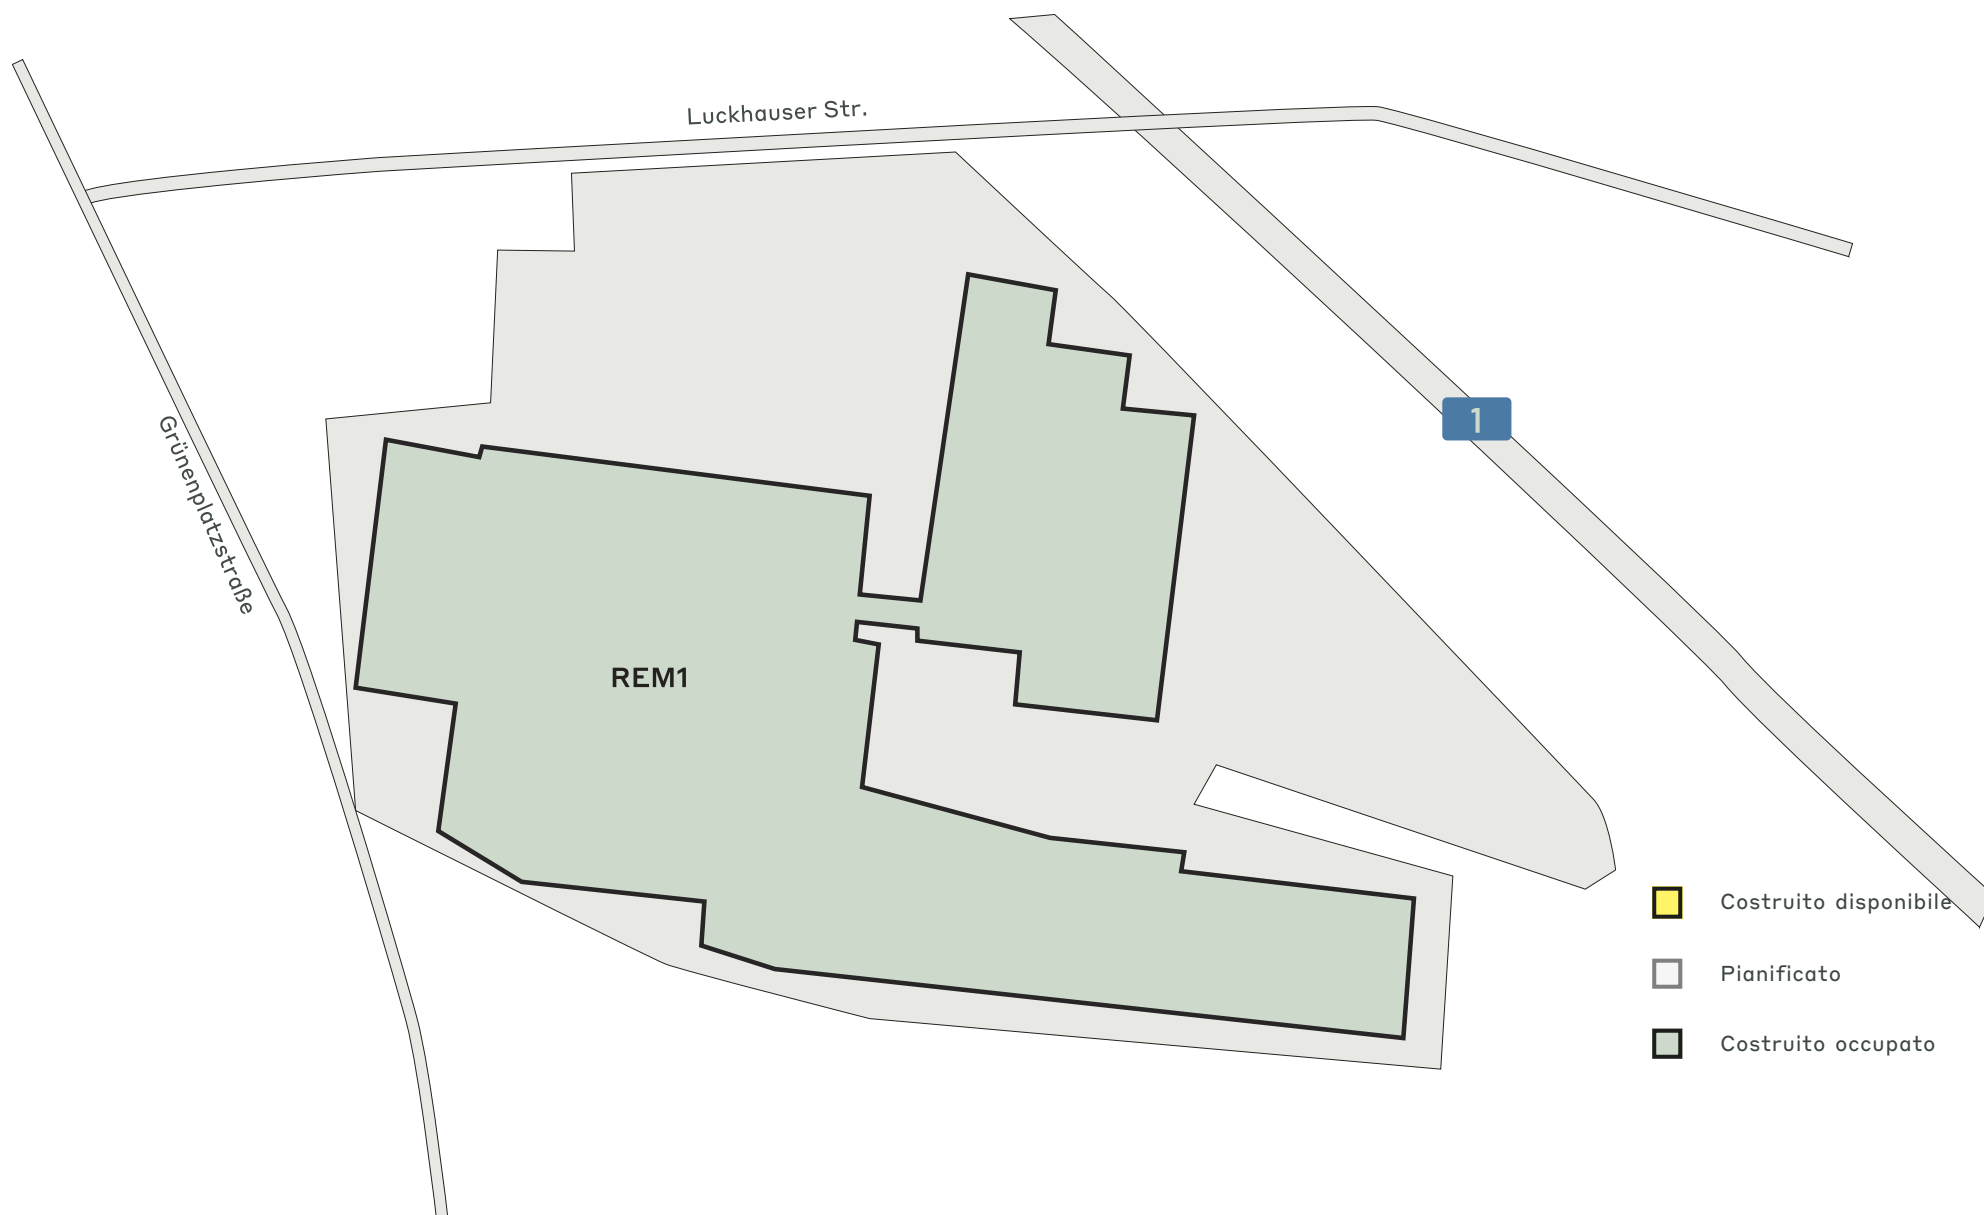 Luckhauser Str.
Grünenplatzstraße
1
REM1
Costruito disponibile
Pianificato
Costruito occupato